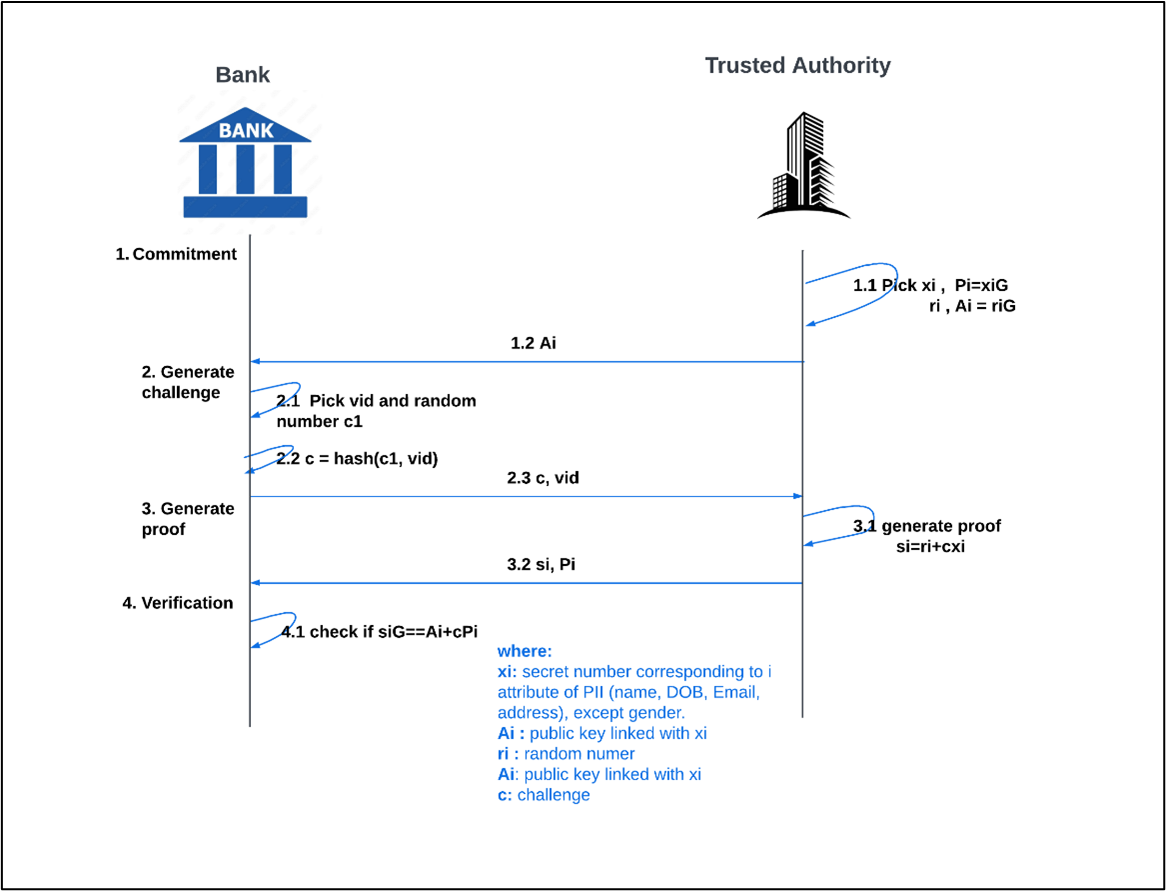 Bank
Trusted Authority
BANK
1. Commitment
1.1 Pick xi , Pi=xiG
ri , Ai = riG
1.2 Ai
2. Generate
challenge
2.1 Pick vid and random
number c1
2.2 c = hash(c1, vid)
2.3 c, vid
3. Generate
proof
3.1 generate proof
si=ri+cxi
3.2 si, Pi
4. Verification
4.1 check if siG==Ai+cPi
where:
xi: secret number corresponding to i
attribute of PII (name, DOB, Email,
address), except gender.
Ai : public key linked with xi
ri : random numer
Ai: public key linked with xi
c: challenge